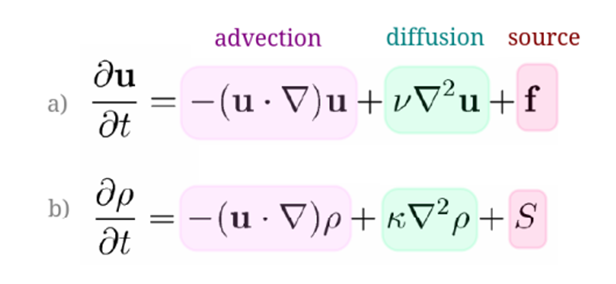 advection diffusion source
a) ∂u/∂t = −(u · ∇)u + ν∇²u + f
b) ∂ρ/∂t = −(u · ∇)ρ + κ∇²ρ + S